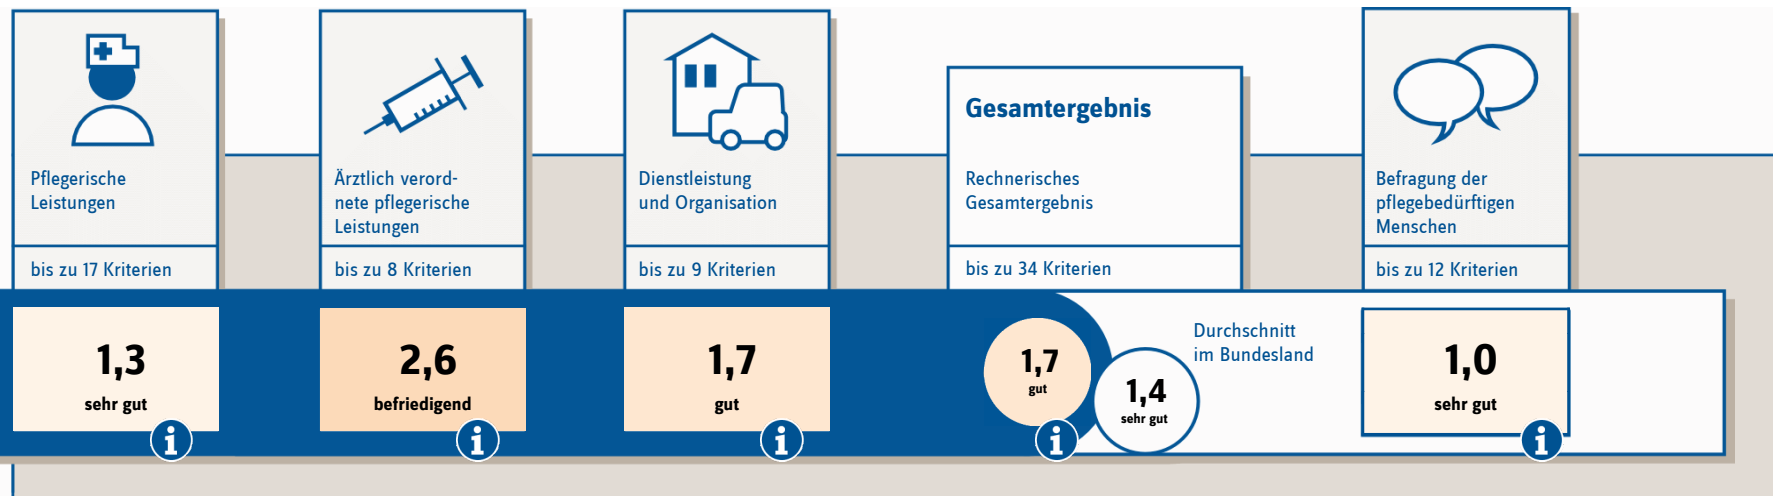 Pflegerische
Leistungen
bis zu 17 Kriterien
1,3
sehr gut
i
Ärztlich verord-
nete pflegerische
Leistungen
bis zu 8 Kriterien
2,6
befriedigend
i
Dienstleistung
und Organisation
bis zu 9 Kriterien
1,7
gut
i
Gesamtergebnis
Rechnerisches
Gesamtergebnis
bis zu 34 Kriterien
1,7
gut
i
Durchschnitt
im Bundesland
1,4
sehr gut
Befragung der
pflegebedürftigen
Menschen
bis zu 12 Kriterien
1,0
sehr gut
i